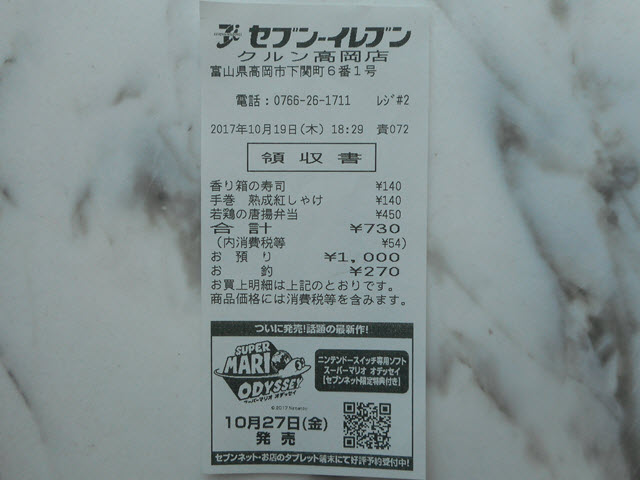 セブン-イレブン
クルン高岡店
富山県高岡市下関町6番1号
電話:0766-26-1711 レジ#2
2017年10月19日(木) 18:29 責072
領収書
香り箱の寿司 ¥140
手巻 熟成紅しゃけ ¥140
若鶏の唐揚弁当 ¥450
合計 ¥730
(内消費税等 ¥54)
お預り ¥1,000
お釣 ¥270
お買上明細は上記のとおりです。
商品価格には消費税等を含みます。
ついに発売!話題の最新作!
SUPER
MARIO
ODYSSEY
スーパーマリオ オデッセイ
©2017 Nintendo
ニンテンドースイッチ専用ソフト
スーパーマリオ オデッセイ
【セブンネット限定特典付き】
10月27日(金)
発売
セブンネット・お店のタブレット端末にて好評予約受付中!